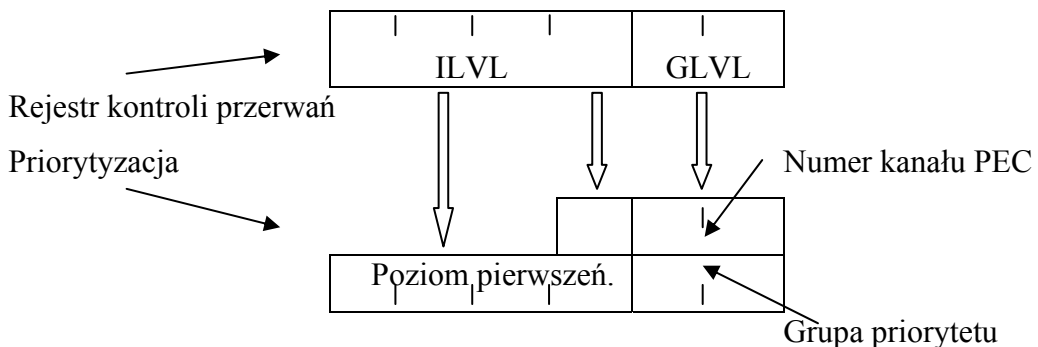 ILVL GLVL
Rejestr kontroli przerwań
Priorytyzacja
Numer kanału PEC
Poziom pierwszeń.
Grupa priorytetu